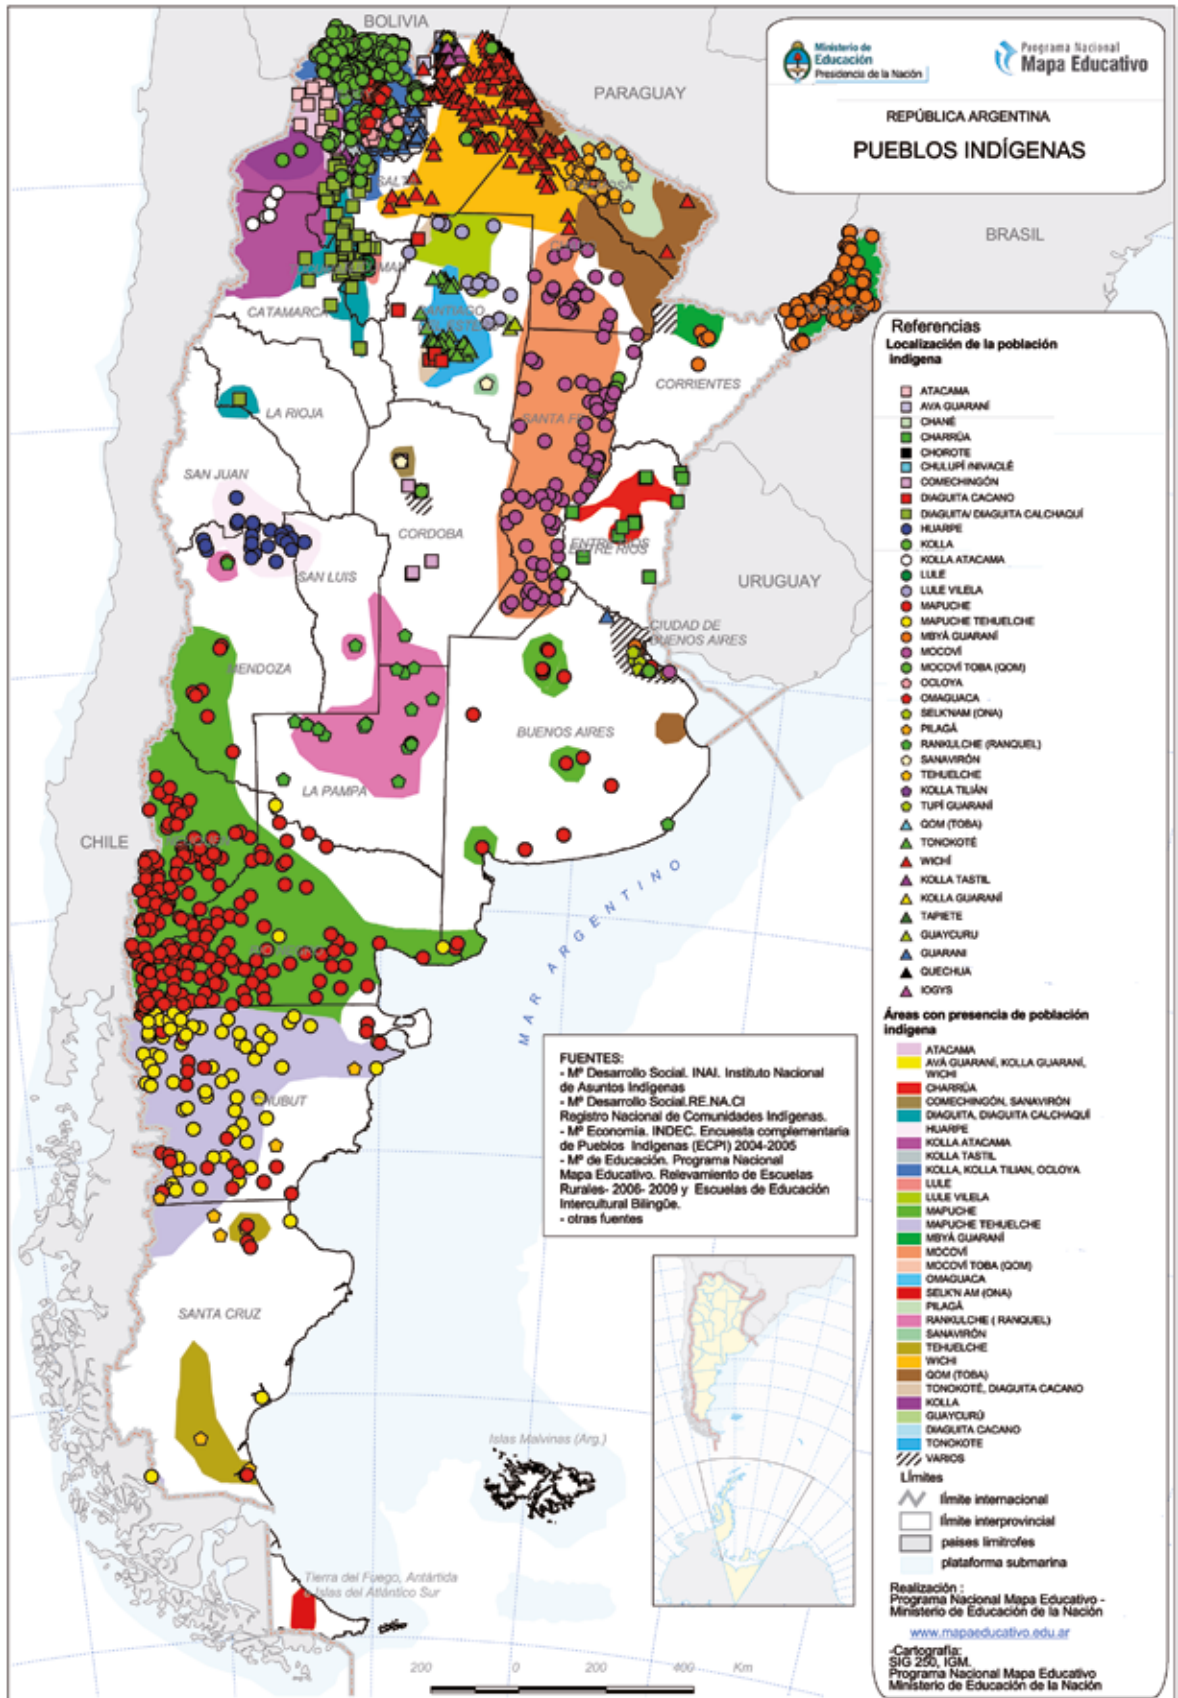 BOLIVIA
PARAGUAY
BRASIL
URUGUAY
CHILE
Ministerio de
Educación
Presidencia de la Nación
Programa Nacional
Mapa Educativo
REPÚBLICA ARGENTINA
PUEBLOS INDÍGENAS
CATAMARCA
LA RIOJA
SAN JUAN
SAN LUIS
CORDOBA
SANTA FE
CORRIENTES
ENTRE RIOS
ENTRE RIOS
CIUDAD DE
BUENOS AIRES
MENDOZA
BUENOS AIRES
LA PAMPA
CHUBUT
SANTA CRUZ
MAR ARGENTINO
Islas Malvinas (Arg.)
Tierra del Fuego, Antártida
Islas del Atlántico Sur
FUENTES:
- Mº Desarrollo Social. INAI. Instituto Nacional
de Asuntos Indígenas
- Mº Desarrollo Social.RE.NA.CI
Registro Nacional de Comunidades Indígenas.
- Mº Economía. INDEC. Encuesta complementaria
de Pueblos Indígenas (ECPI) 2004-2005
- Mº de Educación. Programa Nacional
Mapa Educativo. Relevamiento de Escuelas
Rurales- 2006- 2009 y Escuelas de Educación
Intercultural Bilingüe.
- otras fuentes
200 0 200 400 Km
Referencias
Localización de la población
indígena
ATACAMA
AVA GUARANÍ
CHANÉ
CHARRÚA
CHOROTE
CHULUPÍ /NIVACLÉ
COMECHINGÓN
DIAGUITA CACANO
DIAGUITA/ DIAGUITA CALCHAQUÍ
HUARPE
KOLLA
KOLLA ATACAMA
LULE
LULE VILELA
MAPUCHE
MAPUCHE TEHUELCHE
MBYÁ GUARANÍ
MOCOVÍ
MOCOVÍ TOBA (QOM)
OCLOYA
OMAGUACA
SELK'NAM (ONA)
PILAGÁ
RANKULCHE (RANQUEL)
SANAVIRÓN
TEHUELCHE
KOLLA TILIÁN
TUPÍ GUARANÍ
QOM (TOBA)
TONOKOTÉ
WICHÍ
KOLLA TASTIL
KOLLA GUARANÍ
TAPIETE
GUAYCURU
GUARANI
QUECHUA
IOGYS
Áreas con presencia de población
indígena
ATACAMA
AVÁ GUARANÍ, KOLLA GUARANÍ,
WICHI
CHARRÚA
COMECHINGÓN, SANAVIRÓN
DIAGUITA, DIAGUITA CALCHAQUÍ
HUARPE
KOLLA ATACAMA
KOLLA TASTIL
KOLLA, KOLLA TILIAN, OCLOYA
LULE
LULE VILELA
MAPUCHE
MAPUCHE TEHUELCHE
MBYÁ GUARANÍ
MOCOVÍ
MOCOVÍ TOBA (QOM)
OMAGUACA
SELK'N AM (ONA)
PILAGÁ
RANKULCHE ( RANQUEL)
SANAVIRÓN
TEHUELCHE
WICHI
QOM (TOBA)
TONOKOTÉ, DIAGUITA CACANO
KOLLA
GUAYCURÚ
DIAGUITA CACANO
TONOKOTE
VARIOS
Límites
límite internacional
límite interprovincial
paises limítrofes
plataforma submarina
Realización :
Programa Nacional Mapa Educativo -
Ministerio de Educación de la Nación
www.mapaeducativo.edu.ar
-Cartografía:
SIG 250, IGM.
Programa Nacional Mapa Educativo
Ministerio de Educación de la Nación